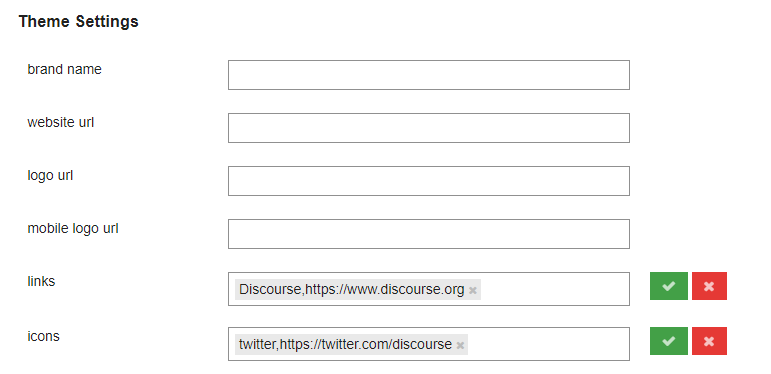 Theme Settings
brand name
website url
logo url
mobile logo url
links
Discourse,https://www.discourse.org ×
icons
twitter,https://twitter.com/discourse ×